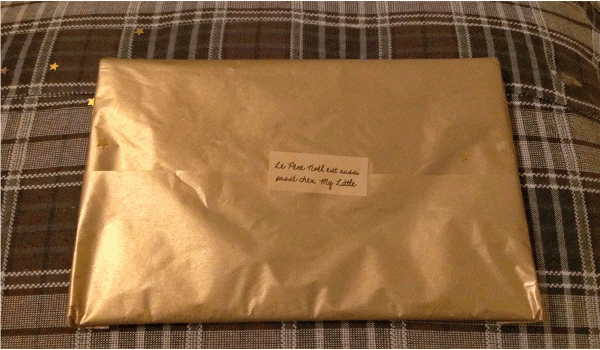 Le Père Noël est aussi
passé chez My Little